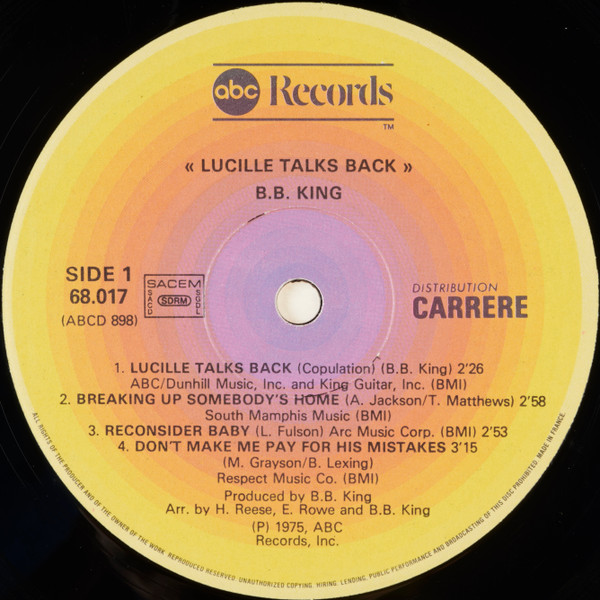 abc Records
TM
« LUCILLE TALKS BACK »
B.B. KING
SIDE 1
68.017
(ABCD 898)
SACEM
SACD
SDRM
SGDL
DISTRIBUTION
CARRERE
1. LUCILLE TALKS BACK (Copulation) (B.B. King) 2'26
ABC/Dunhill Music, Inc. and King Guitar, Inc. (BMI)
2. BREAKING UP SOMEBODY'S HOME (A. Jackson/T. Matthews) 2'58
South Mamphis Music (BMI)
3. RECONSIDER BABY (L. Fulson) Arc Music Corp. (BMI) 2'53
4. DON'T MAKE ME PAY FOR HIS MISTAKES 3'15
(M. Grayson/B. Lexing)
Respect Music Co. (BMI)
Produced by B.B. King
Arr. by H. Reese, E. Rowe and B.B. King
(P) 1975, ABC
Records, Inc.
ALL RIGHTS OF THE PRODUCER AND OF THE OWNER OF THE WORK REPRODUCED RESERVED. UNAUTHORIZED COPYING, HIRING, LENDING, PUBLIC PERFORMANCE AND BROADCASTING OF THIS DISC PROHIBITED. MADE IN FRANCE.